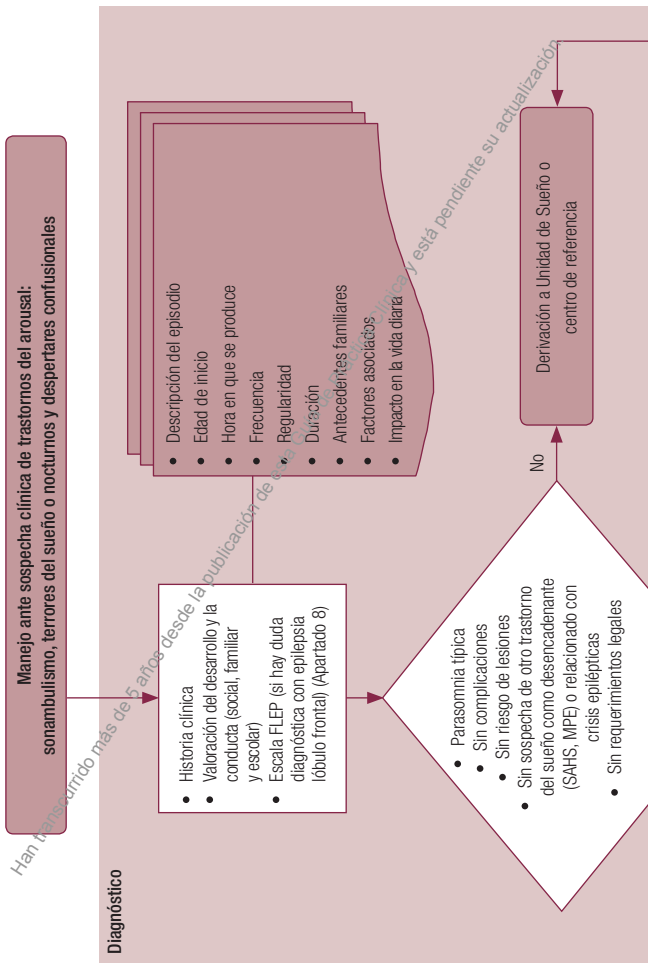 Manejo ante sospecha clínica de trastornos del arousal:
sonambulismo, terrores del sueño o nocturnos y despertares confusionales
Diagnóstico
• Historia clínica
• Valoración del desarrollo y la
conducta (social, familiar
y escolar)
• Escala FLEP (si hay duda
diagnóstica con epilepsia
lóbulo frontal) (Apartado 8)
• Descripción del episodio
• Edad de inicio
• Hora en que se produce
• Frecuencia
• Regularidad
• Duración
• Antecedentes familiares
• Factores asociados
• Impacto en la vida diaria
• Parasomnia típica
• Sin complicaciones
• Sin riesgo de lesiones
• Sin sospecha de otro trastorno
del sueño como desencadenante
(SAHS, MPE) o relacionado con
crisis epilépticas
• Sin requerimientos legales
No
Derivación a Unidad de Sueño o
centro de referencia
Han transcurrido más de 5 años desde la publicación de esta Guía de Práctica Clínica y está pendiente su actualización